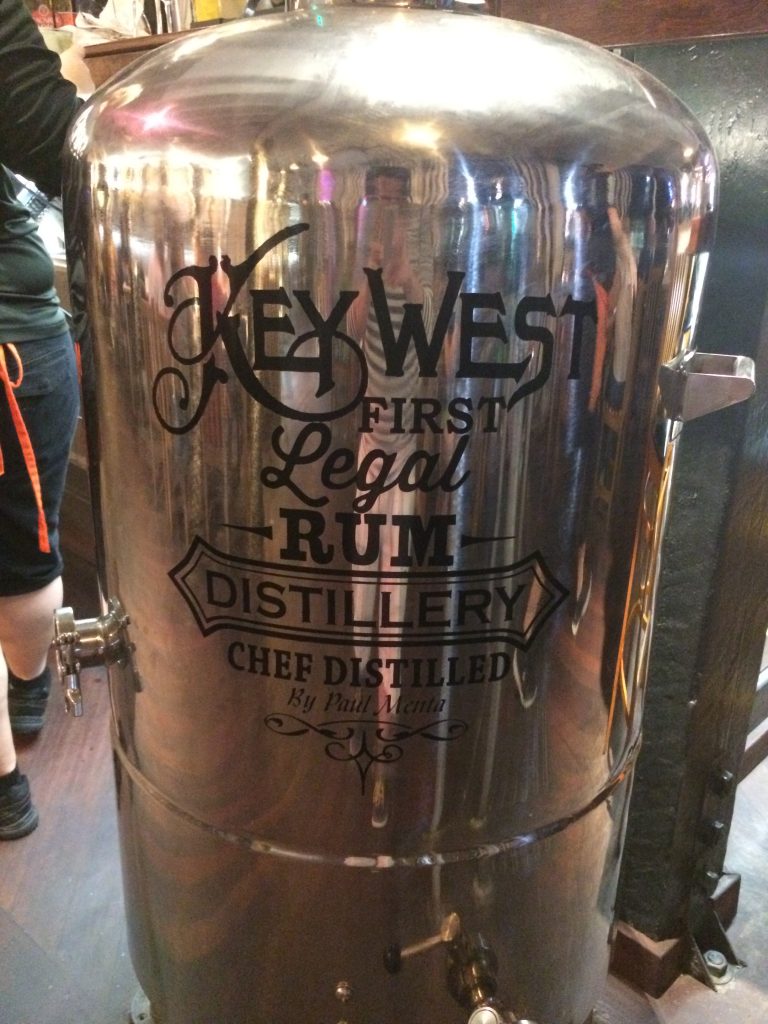 KEY WEST
FIRST
Legal
RUM
DISTILLERY
CHEF DISTILLED
By Paul Menta